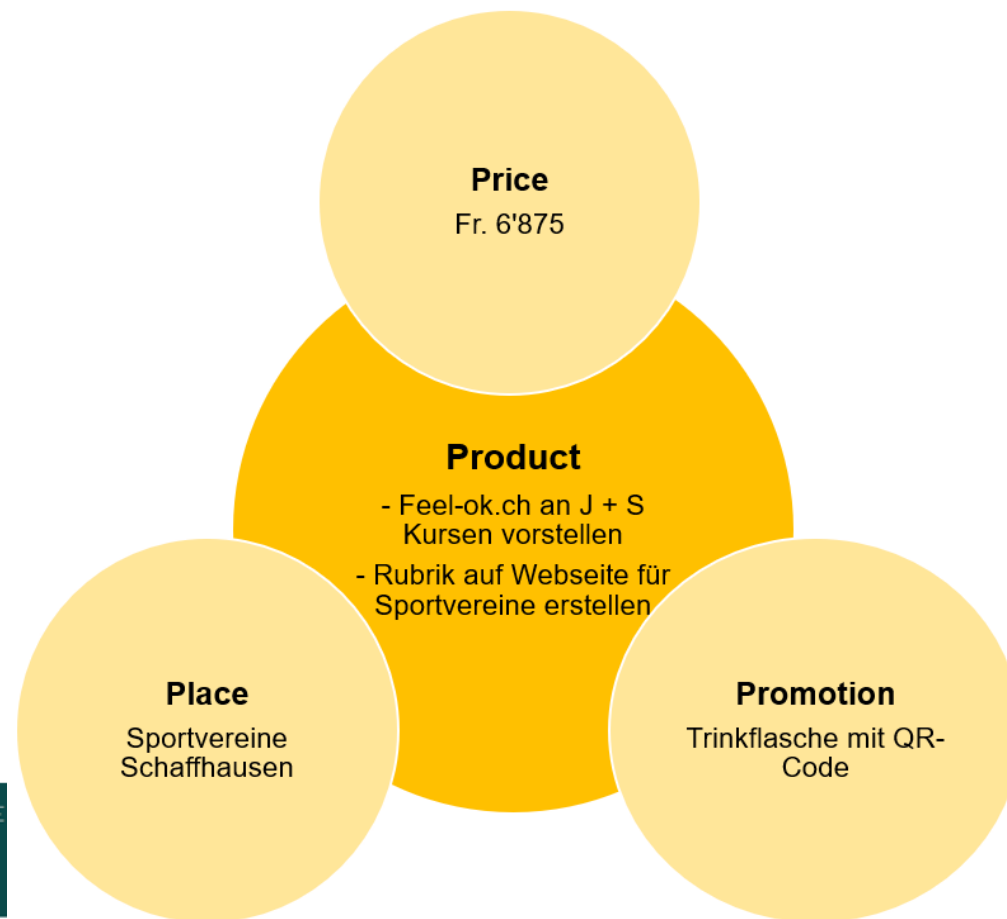 Price
Fr. 6'875
Product
- Feel-ok.ch an J + S
Kursen vorstellen
- Rubrik auf Webseite für
Sportvereine erstellen
Place
Sportvereine
Schaffhausen
Promotion
Trinkflasche mit QR-
Code